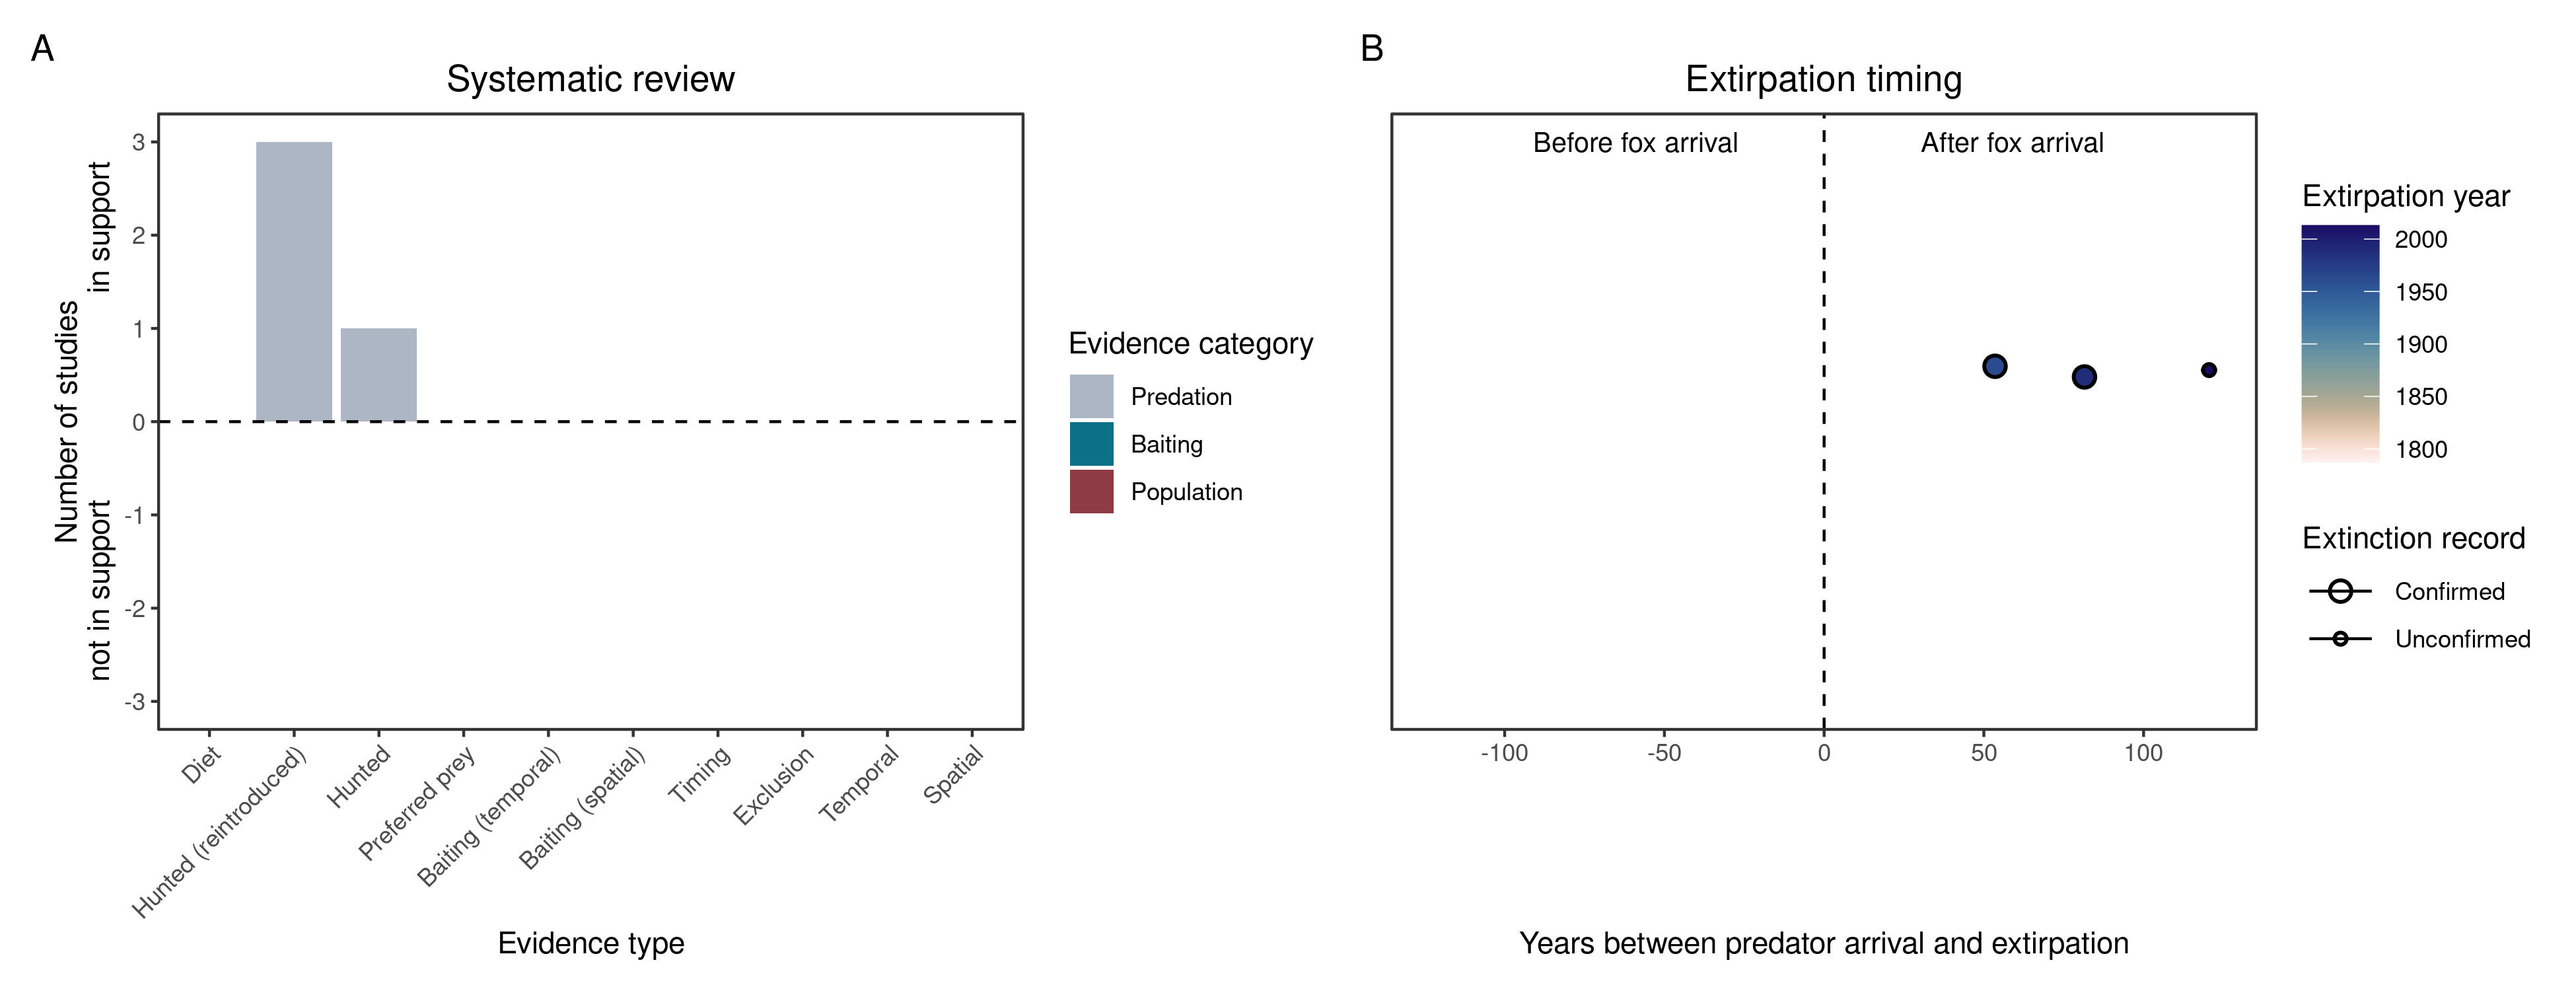 A
Systematic review
Number of studies
in support
not in support
3
2
1
0
-1
-2
-3
Diet
Hunted (reintroduced)
Hunted
Preferred prey
Baiting (temporal)
Baiting (spatial)
Timing
Exclusion
Temporal
Spatial
Evidence type
Evidence category
Predation
Baiting
Population
B
Extirpation timing
Before fox arrival
After fox arrival
-100
-50
0
50
100
Years between predator arrival and extirpation
Extirpation year
2000
1950
1900
1850
1800
Extinction record
Confirmed
Unconfirmed